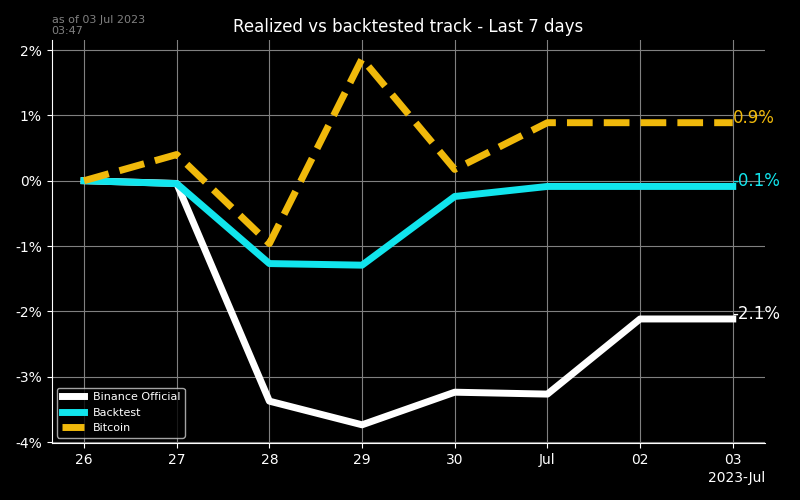 as of 03 Jul 2023
03:47
Realized vs backtested track - Last 7 days
2%
1%
0%
-1%
-2%
-3%
-4%
0.9%
-0.1%
-2.1%
Binance Official
Backtest
Bitcoin
26 27 28 29 30 Jul 02 03
2023-Jul